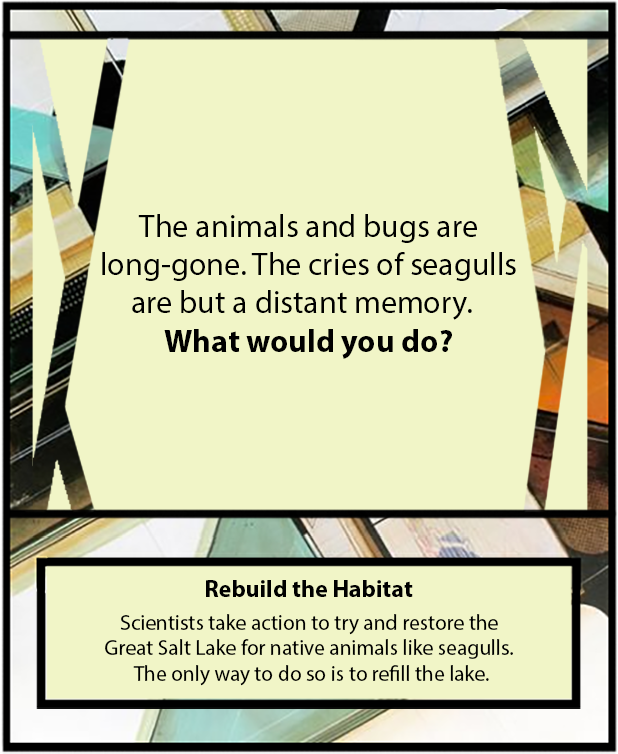 The animals and bugs are
long-gone. The cries of seagulls
are but a distant memory.
What would you do?
Rebuild the Habitat
Scientists take action to try and restore the
Great Salt Lake for native animals like seagulls.
The only way to do so is to refill the lake.